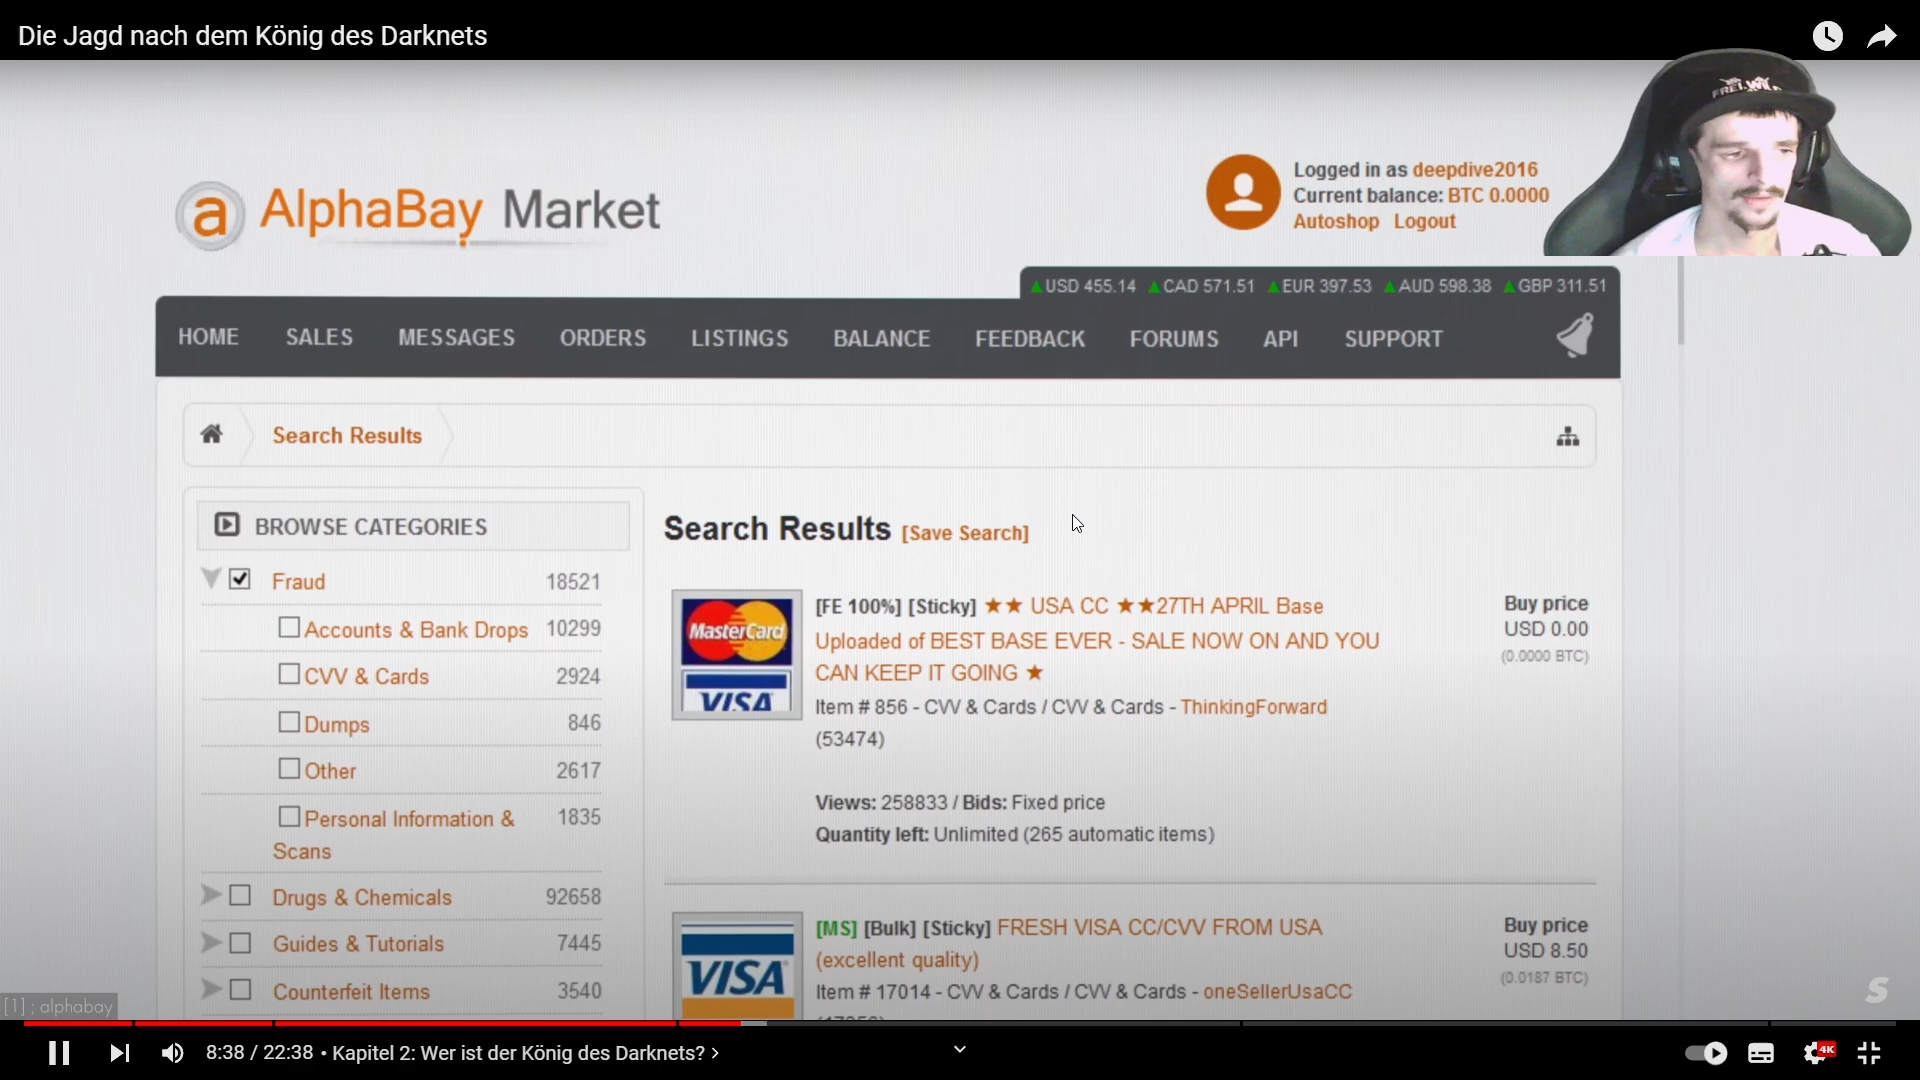 Die Jagd nach dem König des Darknets
FREI.WILD
a AlphaBay Market
Logged in as deepdive2016
Current balance: BTC 0.0000
Autoshop Logout
USD 455.14 CAD 571.51 EUR 397.53 AUD 598.38 GBP 311.51
HOME SALES MESSAGES ORDERS LISTINGS BALANCE FEEDBACK FORUMS API SUPPORT
Search Results
BROWSE CATEGORIES
Fraud 18521
Accounts & Bank Drops 10299
CVV & Cards 2924
Dumps 846
Other 2617
Personal Information & 1835
Scans
Drugs & Chemicals 92658
Guides & Tutorials 7445
Counterfeit Items 3540
Search Results [Save Search]
MasterCard
VISA
[FE 100%] [Sticky] ★★ USA CC ★★27TH APRIL Base
Uploaded of BEST BASE EVER - SALE NOW ON AND YOU
CAN KEEP IT GOING ★
Item # 856 - CVV & Cards / CVV & Cards - ThinkingForward
(53474)
Views: 258833 / Bids: Fixed price
Quantity left: Unlimited (265 automatic items)
Buy price
USD 0.00
(0.0000 BTC)
VISA
[MS] [Bulk] [Sticky] FRESH VISA CC/CVV FROM USA
(excellent quality)
Item # 17014 - CVV & Cards / CVV & Cards - oneSellerUsaCC
Buy price
USD 8.50
(0.0187 BTC)
[1] ; alphabay
S
8:38 / 22:38 • Kapitel 2: Wer ist der König des Darknets? >
4K